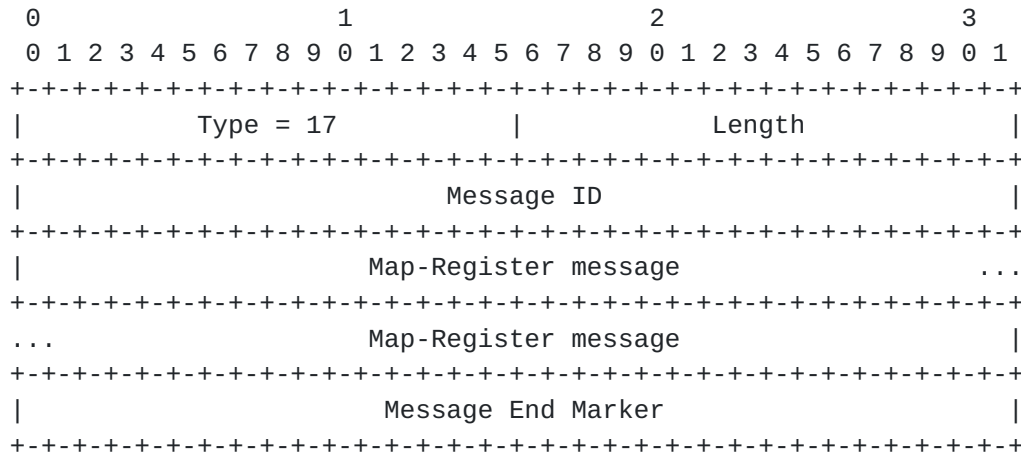 0                   1                   2                   3
 0 1 2 3 4 5 6 7 8 9 0 1 2 3 4 5 6 7 8 9 0 1 2 3 4 5 6 7 8 9 0 1
+-+-+-+-+-+-+-+-+-+-+-+-+-+-+-+-+-+-+-+-+-+-+-+-+-+-+-+-+-+-+-+-+
|           Type = 17           |            Length             |
+-+-+-+-+-+-+-+-+-+-+-+-+-+-+-+-+-+-+-+-+-+-+-+-+-+-+-+-+-+-+-+-+
|                           Message ID                          |
+-+-+-+-+-+-+-+-+-+-+-+-+-+-+-+-+-+-+-+-+-+-+-+-+-+-+-+-+-+-+-+-+
|                      Map-Register message                   ...
+-+-+-+-+-+-+-+-+-+-+-+-+-+-+-+-+-+-+-+-+-+-+-+-+-+-+-+-+-+-+-+-+
...                    Map-Register message                     |
+-+-+-+-+-+-+-+-+-+-+-+-+-+-+-+-+-+-+-+-+-+-+-+-+-+-+-+-+-+-+-+-+
|                       Message End Marker                      |
+-+-+-+-+-+-+-+-+-+-+-+-+-+-+-+-+-+-+-+-+-+-+-+-+-+-+-+-+-+-+-+-+